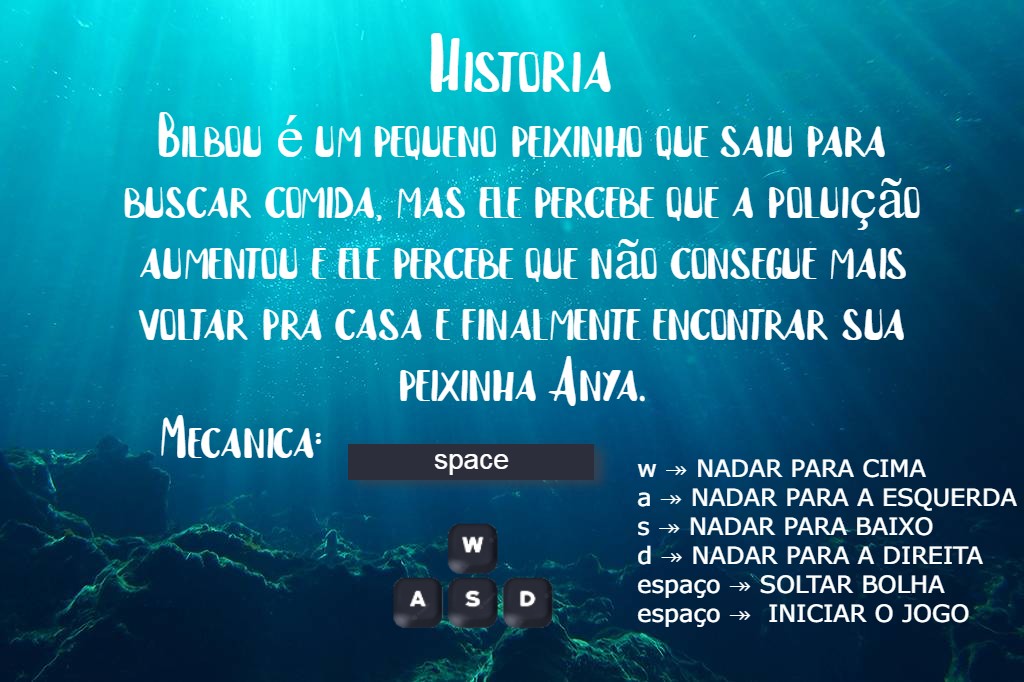 Historia
Bilbou é um pequeno peixinho que saiu para
buscar comida, mas ele percebe que a poluição
aumentou e ele percebe que não consegue mais
voltar pra casa e finalmente encontrar sua
peixinha Anya.
Mecanica:
space
W
A S D
w ->> NADAR PARA CIMA
a ->> NADAR PARA A ESQUERDA
s ->> NADAR PARA BAIXO
d ->> NADAR PARA A DIREITA
espaço ->> SOLTAR BOLHA
espaço ->> INICIAR O JOGO